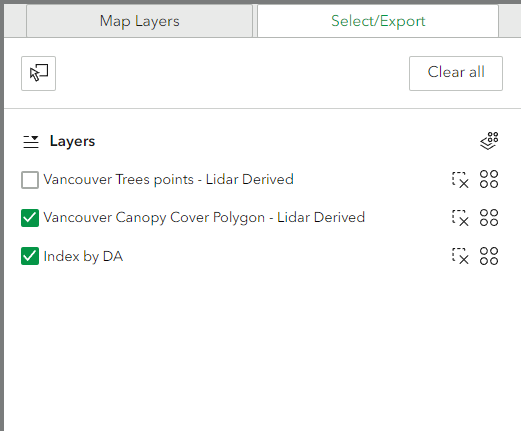 Map Layers
Select/Export
Clear all
Layers
Vancouver Trees points - Lidar Derived
Vancouver Canopy Cover Polygon - Lidar Derived
Index by DA